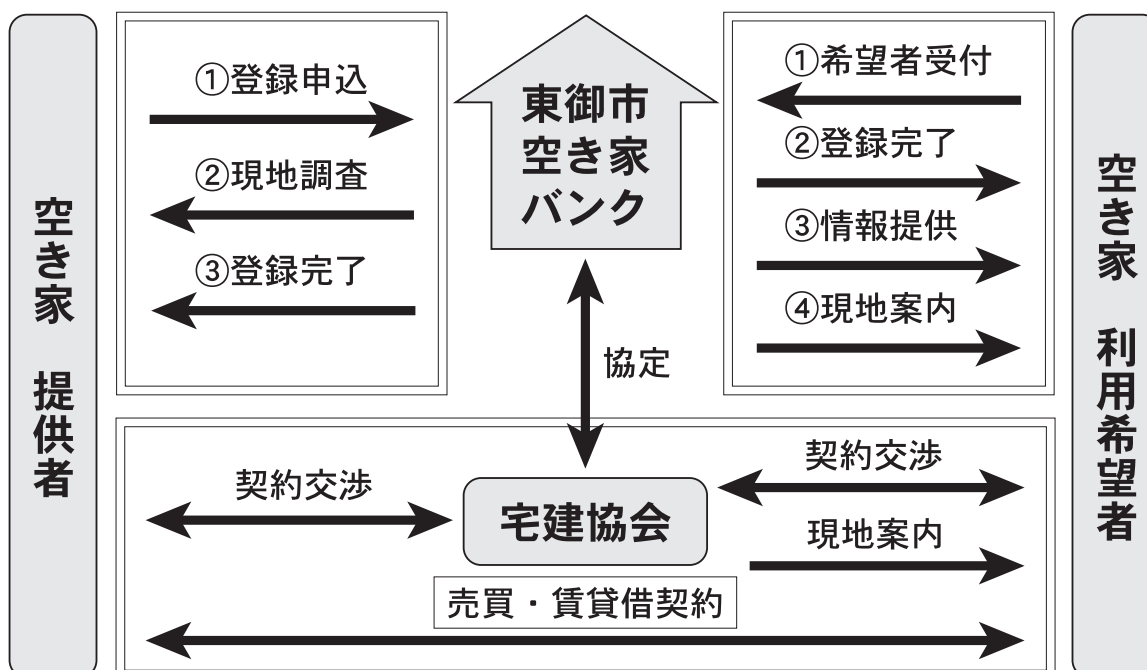 空き家　提供者
①登録申込
②現地調査
③登録完了
東御市
空き家
バンク
協定
①希望者受付
②登録完了
③情報提供
④現地案内
空き家　利用希望者
契約交渉
宅建協会
契約交渉
現地案内
売買・賃貸借契約